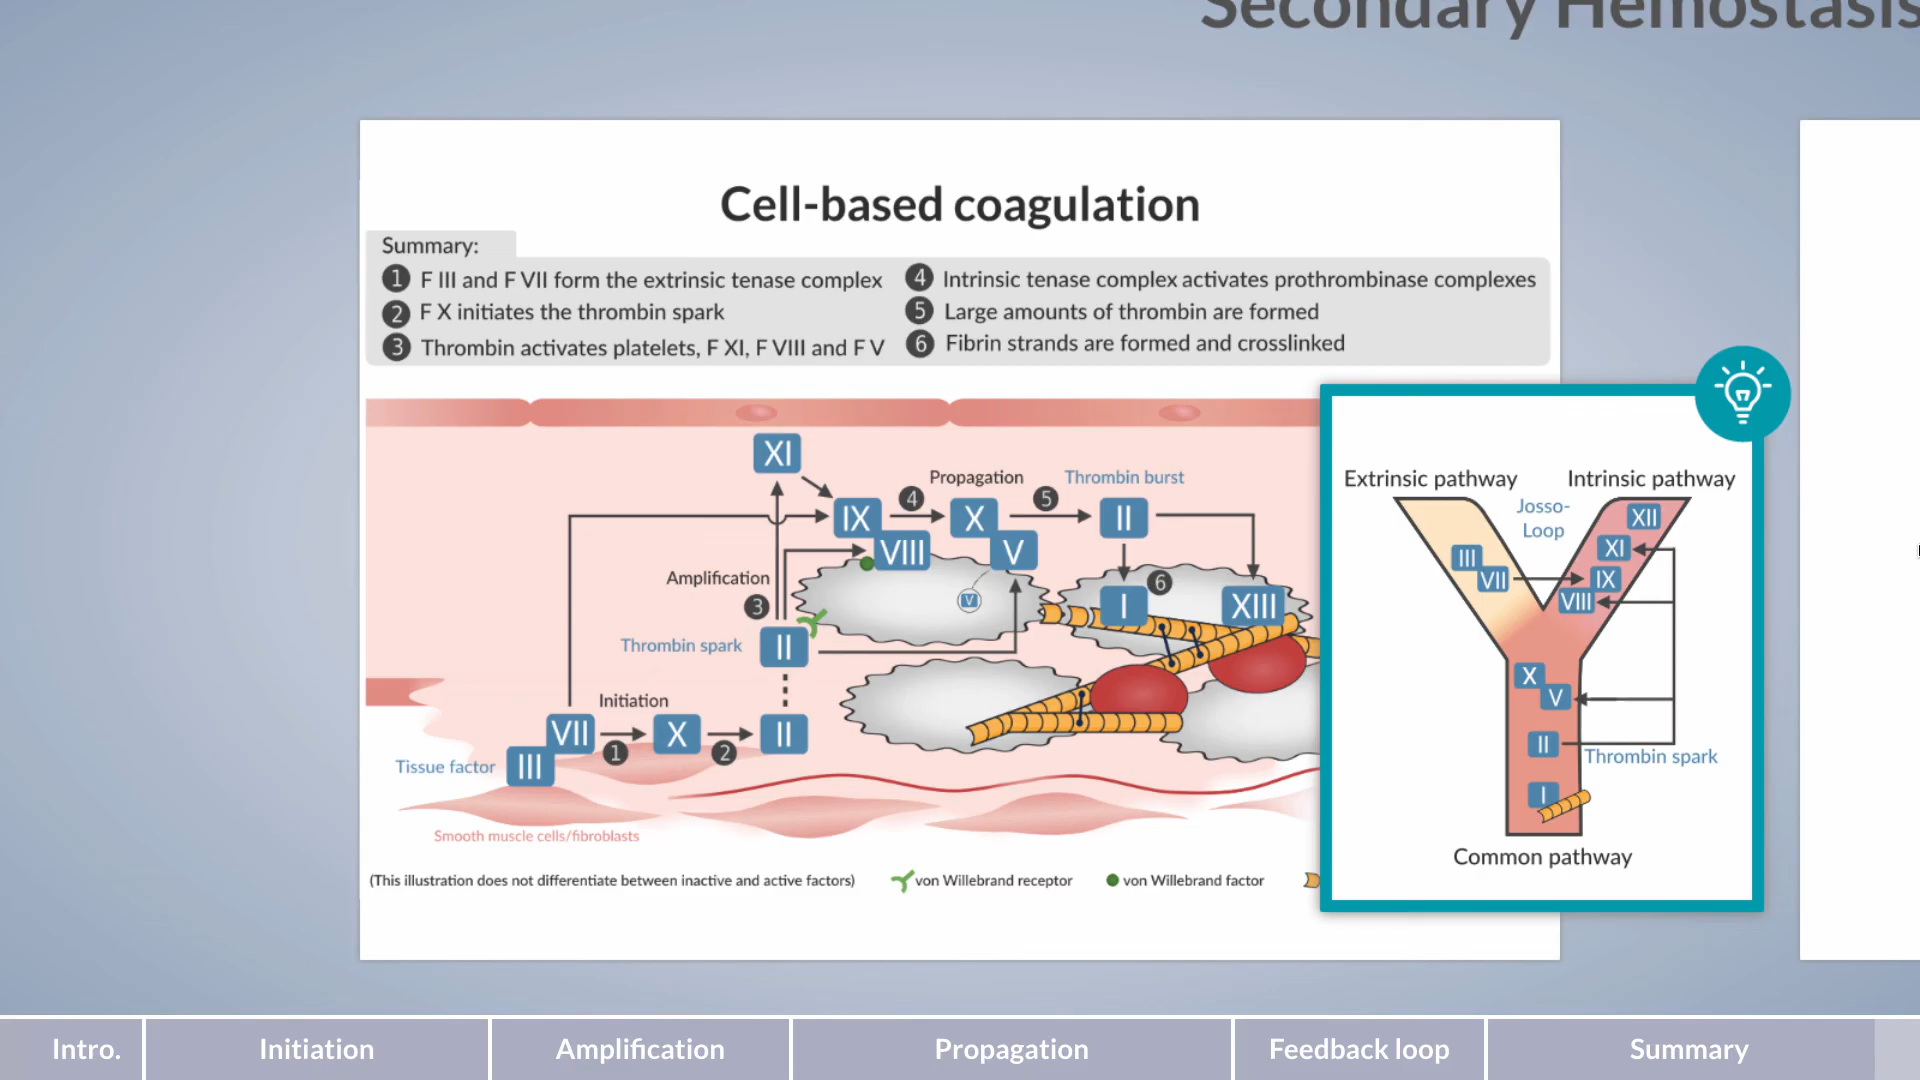 Secondary Hemostasis
Cell-based coagulation
Summary:
1 F III and F VII form the extrinsic tenase complex
2 F X initiates the thrombin spark
3 Thrombin activates platelets, F XI, F VIII and F V
4 Intrinsic tenase complex activates prothrombinase complexes
5 Large amounts of thrombin are formed
6 Fibrin strands are formed and crosslinked
XI
Propagation
Thrombin burst
IX
4
X
5
II
VIII
V
Amplification
3
V
I
6
XIII
Thrombin spark
II
Initiation
VII
1
X
2
II
Tissue factor
III
Smooth muscle cells/fibroblasts
(This illustration does not differentiate between inactive and active factors)
von Willebrand receptor
von Willebrand factor
Extrinsic pathway
Intrinsic pathway
Josso-
Loop
XII
XI
III
VII
IX
VIII
X
V
II
Thrombin spark
I
Common pathway
Intro.
Initiation
Amplification
Propagation
Feedback loop
Summary